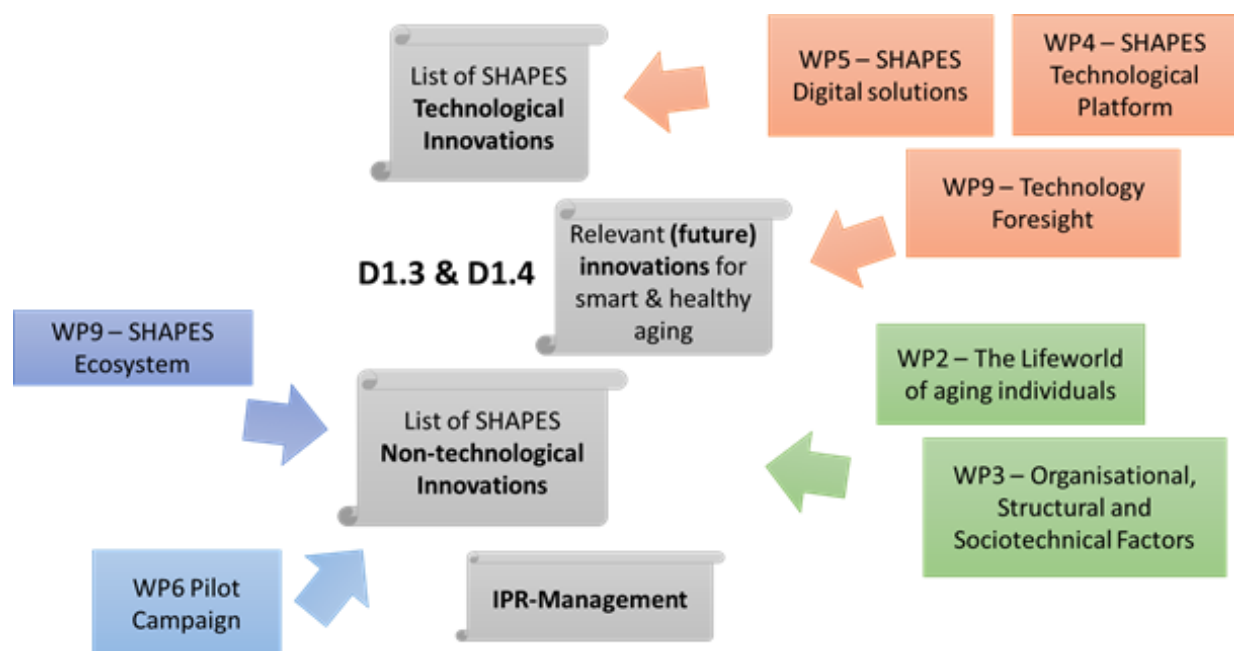 List of SHAPES
Technological
Innovations
WP5 – SHAPES
Digital solutions
WP4 – SHAPES
Technological
Platform
WP9 – Technology
Foresight
Relevant (future)
innovations for
smart & healthy
aging
D1.3 & D1.4
WP9 – SHAPES
Ecosystem
WP2 – The Lifeworld
of aging individuals
List of SHAPES
Non-technological
Innovations
WP3 – Organisational,
Structural and
Sociotechnical Factors
WP6 Pilot
Campaign
IPR-Management